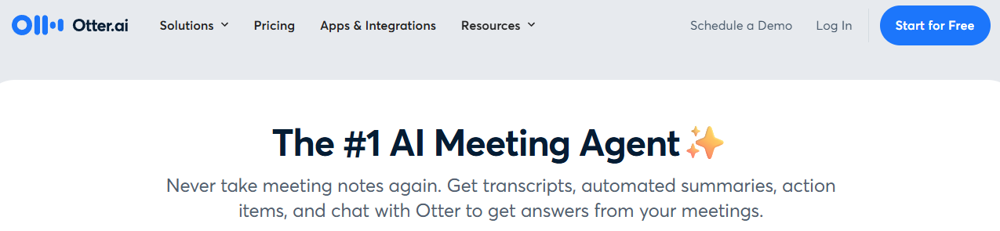 Otter.ai Solutions Pricing Apps & Integrations Resources Schedule a Demo Log In Start for Free
The #1 AI Meeting Agent✨
Never take meeting notes again. Get transcripts, automated summaries, action
items, and chat with Otter to get answers from your meetings.